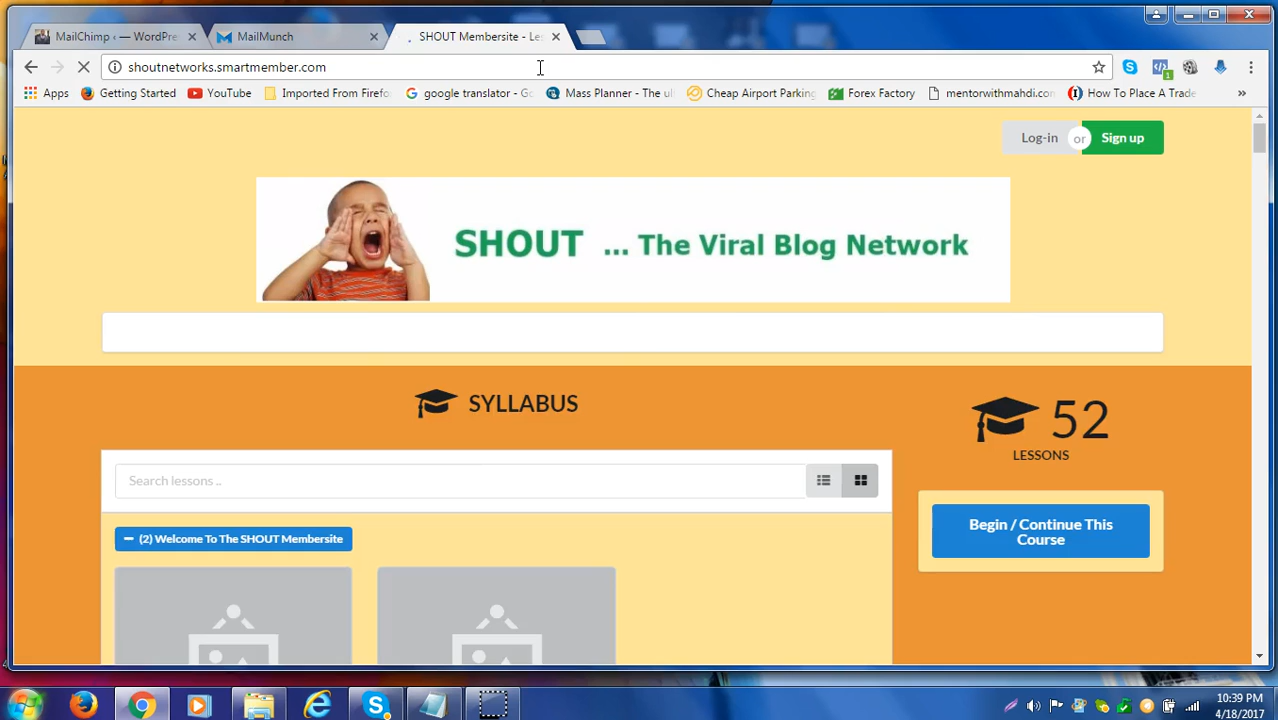 MailChimp ‹ — WordPre
MailMunch
SHOUT Membersite - Le
shoutnetworks.smartmember.com
Apps
Getting Started
YouTube
Imported From Firefo
google translator - Go
Mass Planner - The ul
Cheap Airport Parking
Forex Factory
mentorwithmahdi.com
How To Place A Trade
»
Log-in
or
Sign up
SHOUT ... The Viral Blog Network
SYLLABUS
52
LESSONS
Search lessons ..
Begin / Continue This
Course
(2) Welcome To The SHOUT Membersite
10:39 PM
4/18/2017